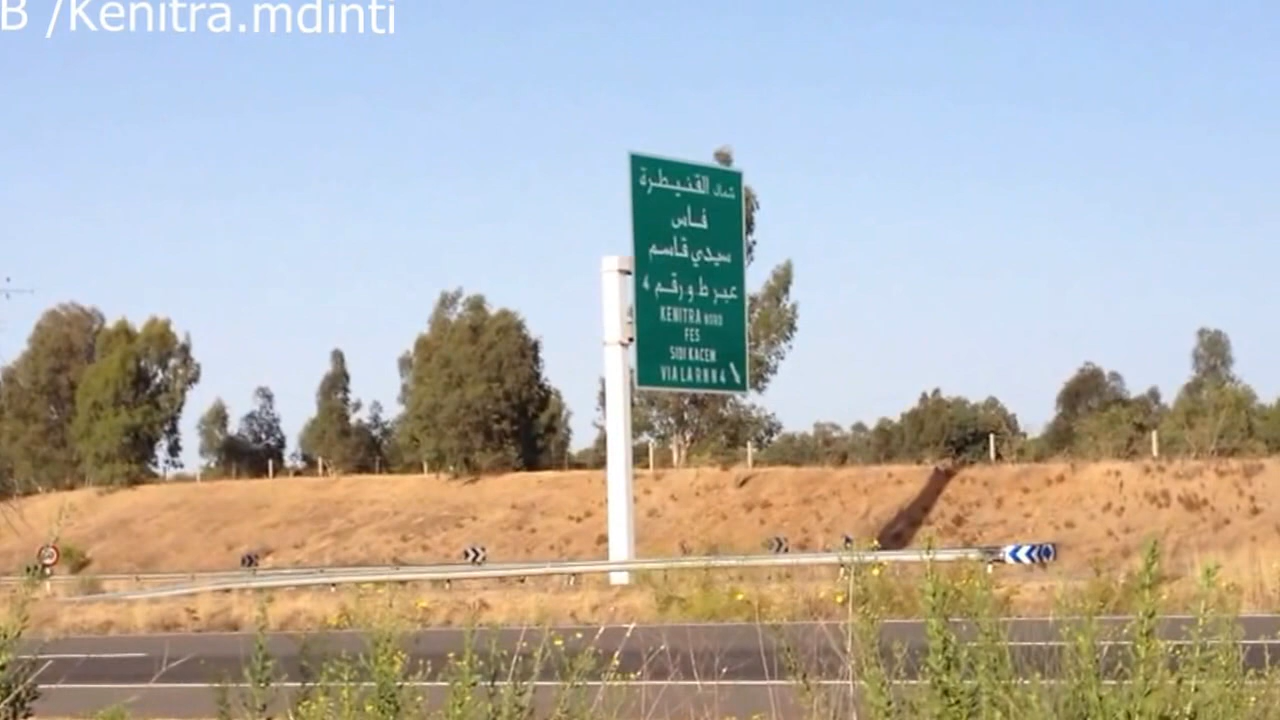 B /Kenitra.mdinti
شمال القنيطرة
فاس
سيدي قاسم
عبر ط و رقم 4
KENITRA NORD
FES
SIDI KACEM
VIA LA RN N 4